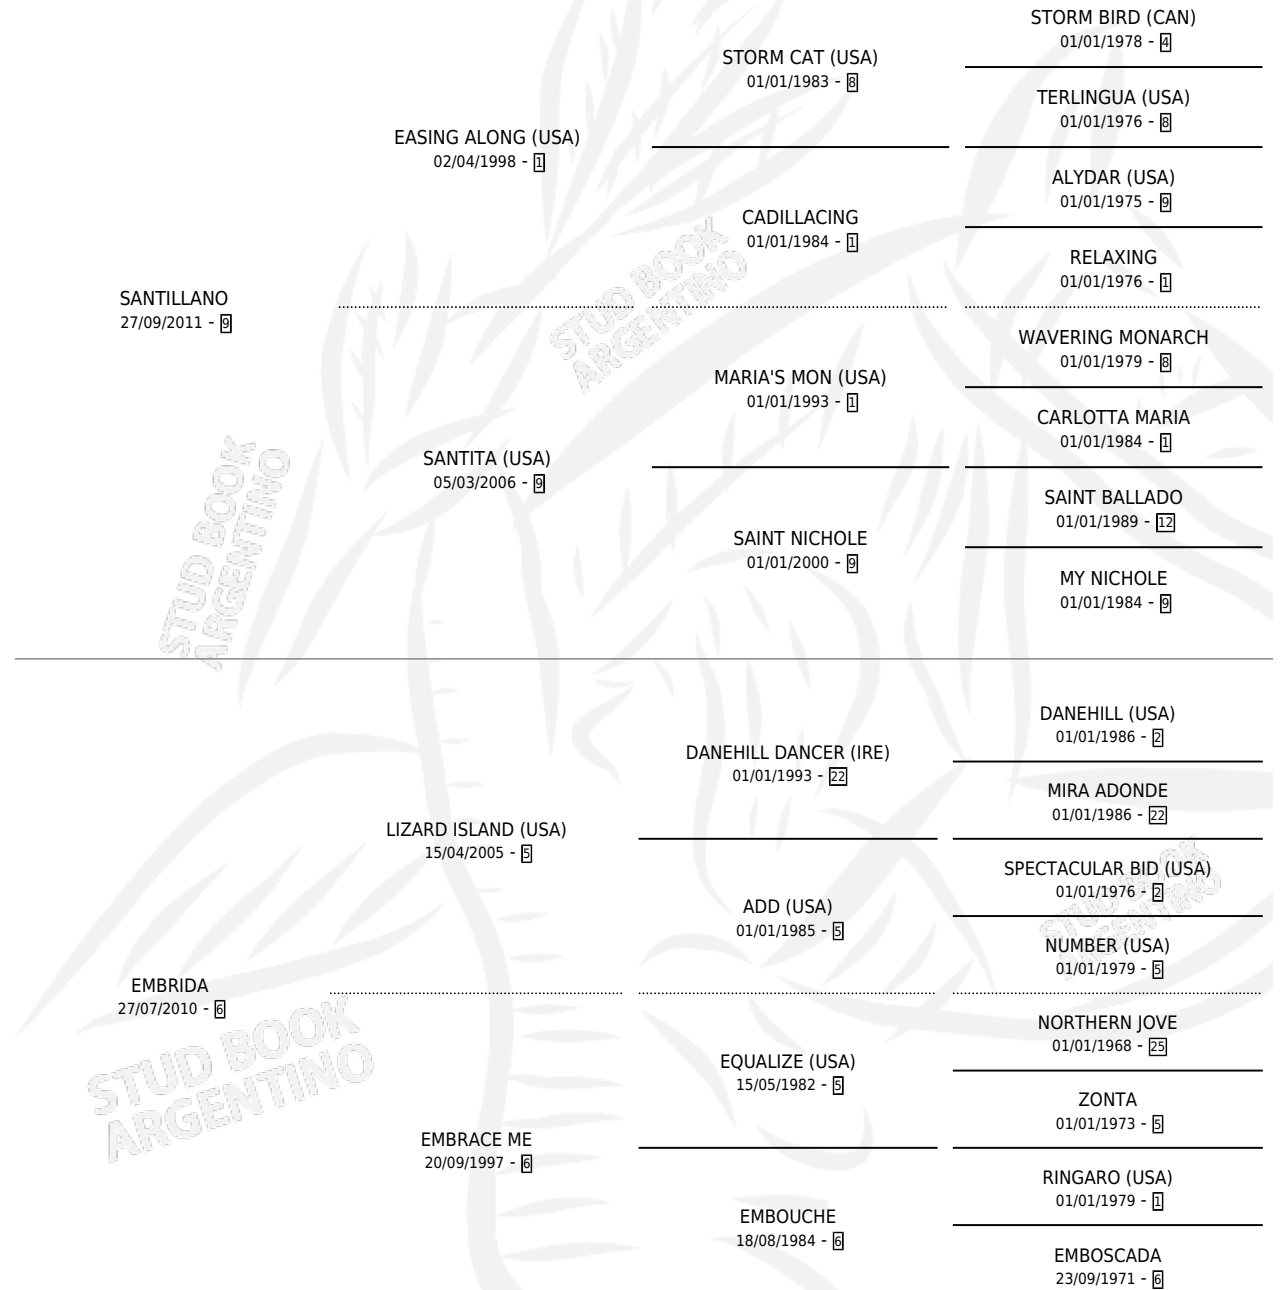 STORM BIRD (CAN)
01/01/1978 - 4
STORM CAT (USA)
01/01/1983 - 8
TERLINGUA (USA)
01/01/1976 - 8
EASING ALONG (USA)
02/04/1998 - 1
ALYDAR (USA)
01/01/1975 - 9
CADILLACING
01/01/1984 - 1
RELAXING
01/01/1976 - 1
SANTILLANO
27/09/2011 - 9
WAVERING MONARCH
01/01/1979 - 8
MARIA'S MON (USA)
01/01/1993 - 1
CARLOTTA MARIA
01/01/1984 - 1
SANTITA (USA)
05/03/2006 - 9
SAINT BALLADO
01/01/1989 - 12
SAINT NICHOLE
01/01/2000 - 9
MY NICHOLE
01/01/1984 - 9
STUD BOOK
ARGENTINO
STUD BOOK
ARGENTINO
DANEHILL (USA)
01/01/1986 - 2
DANEHILL DANCER (IRE)
01/01/1993 - 22
MIRA ADONDE
01/01/1986 - 22
LIZARD ISLAND (USA)
15/04/2005 - 5
SPECTACULAR BID (USA)
01/01/1976 - 2
ADD (USA)
01/01/1985 - 5
NUMBER (USA)
01/01/1979 - 5
STUD BOOK
ARGENTINO
EMBRIDA
27/07/2010 - 6
NORTHERN JOVE
01/01/1968 - 25
EQUALIZE (USA)
15/05/1982 - 5
ZONTA
01/01/1973 - 5
EMBRACE ME
20/09/1997 - 6
RINGARO (USA)
01/01/1979 - 1
EMBOUCHE
18/08/1984 - 6
EMBOSCADA
23/09/1971 - 6
STUD BOOK
ARGENTINO